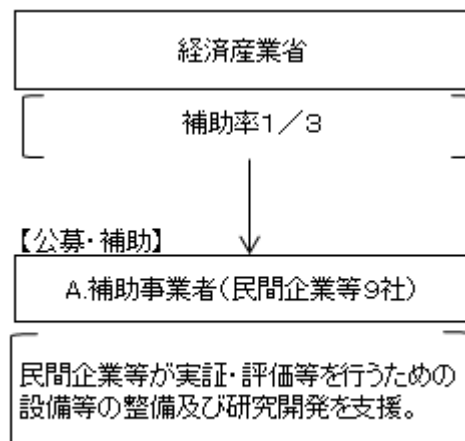 経済産業省
補助率1／3
【公募・補助】
A.補助事業者(民間企業等9社)
民間企業等が実証・評価等を行うための
設備等の整備及び研究開発を支援。